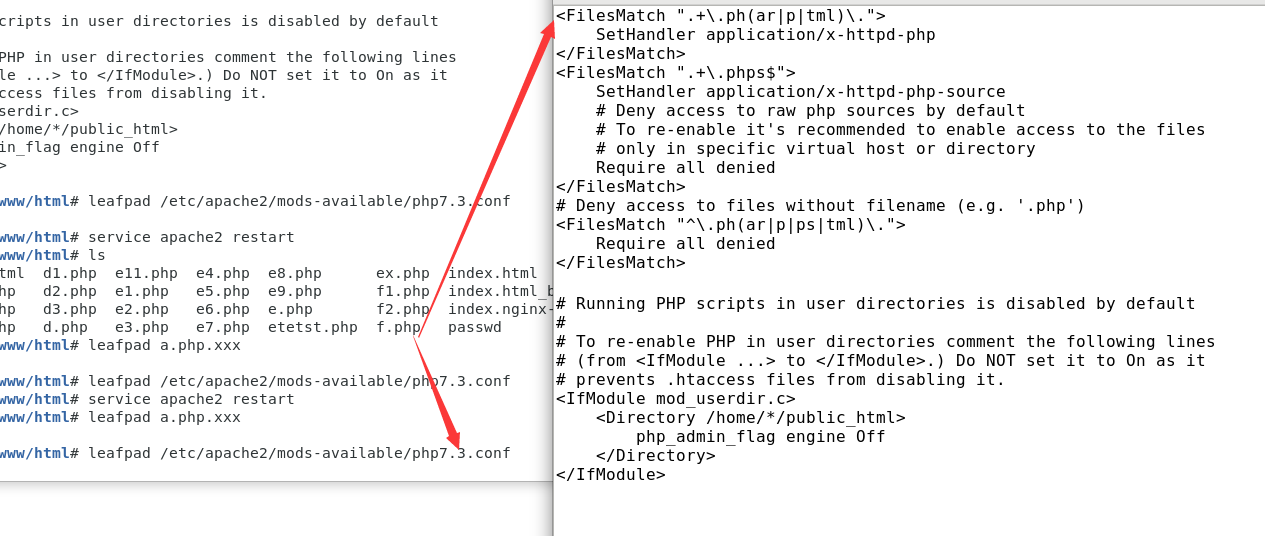 cripts in user directories is disabled by default
PHP in user directories comment the following lines
le ...> to </IfModule>.) Do NOT set it to On as it
ccess files from disabling it.
serdir.c>
/home/*/public_html>
in_flag engine Off
>
www/html# leafpad /etc/apache2/mods-available/php7.3.conf
www/html# service apache2 restart
www/html# ls
tml  d1.php  e11.php  e4.php  e8.php      ex.php  index.html
hp   d2.php  e1.php   e5.php  e9.php      f1.php  index.html_b
hp   d3.php  e2.php   e6.php  e.php       f2.php  index.nginx-
hp   d.php   e3.php   e7.php  etetst.php  f.php   passwd
www/html# leafpad a.php.xxx
www/html# leafpad /etc/apache2/mods-available/php7.3.conf
www/html# service apache2 restart
www/html# leafpad a.php.xxx
www/html# leafpad /etc/apache2/mods-available/php7.3.conf
<FilesMatch ".+\.ph(ar|p|tml)\.">
    SetHandler application/x-httpd-php
</FilesMatch>
<FilesMatch ".+\.phps$">
    SetHandler application/x-httpd-php-source
    # Deny access to raw php sources by default
    # To re-enable it's recommended to enable access to the files
    # only in specific virtual host or directory
    Require all denied
</FilesMatch>
# Deny access to files without filename (e.g. '.php')
<FilesMatch "^\.ph(ar|p|ps|tml)\.">
    Require all denied
</FilesMatch>
# Running PHP scripts in user directories is disabled by default
#
# To re-enable PHP in user directories comment the following lines
# (from <IfModule ...> to </IfModule>.) Do NOT set it to On as it
# prevents .htaccess files from disabling it.
<IfModule mod_userdir.c>
    <Directory /home/*/public_html>
        php_admin_flag engine Off
    </Directory>
</IfModule>